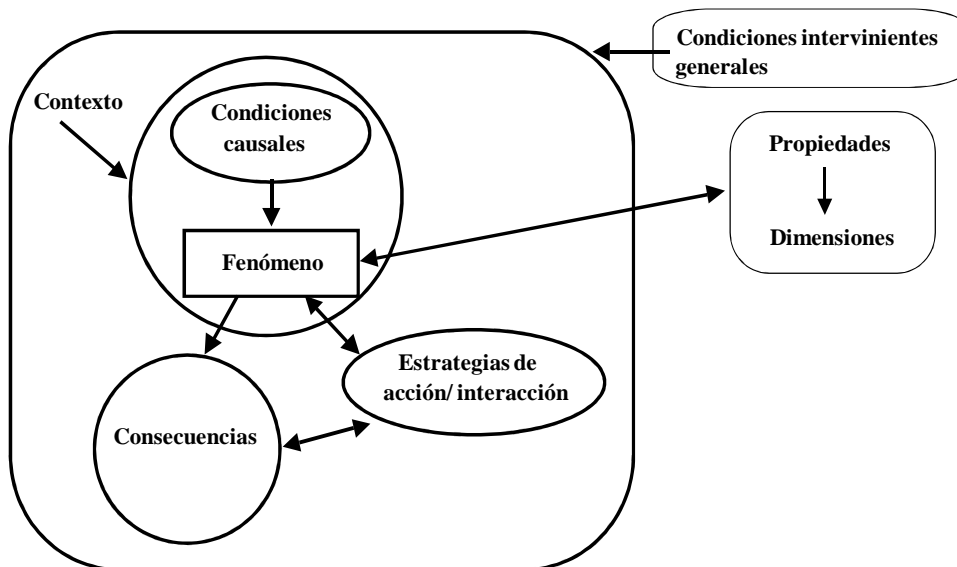 Condiciones intervinientes
generales
Contexto
Condiciones
causales
Propiedades
Dimensiones
Fenómeno
Estrategias de
acción/ interacción
Consecuencias